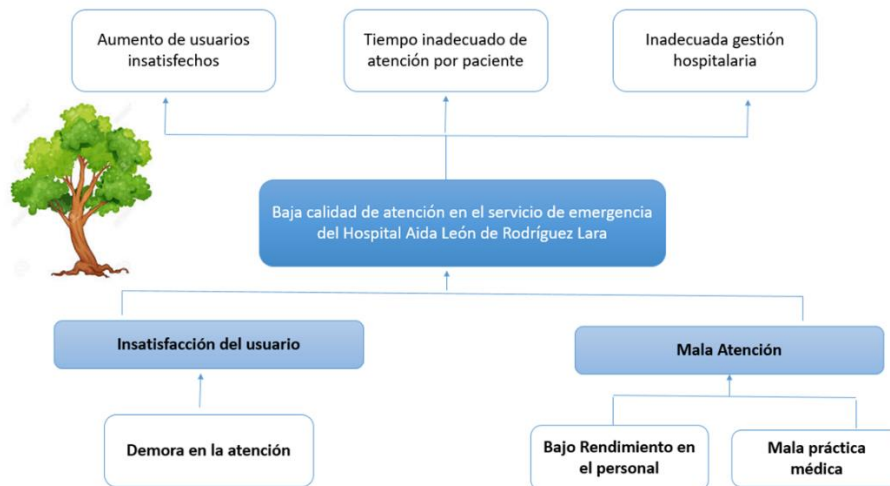 Aumento de usuarios
insatisfechos
Tiempo inadecuado de
atención por paciente
Inadecuada gestión
hospitalaria
Baja calidad de atención en el servicio de emergencia
del Hospital Aida León de Rodríguez Lara
Insatisfacción del usuario
Mala Atención
Demora en la atención
Bajo Rendimiento en
el personal
Mala práctica
médica